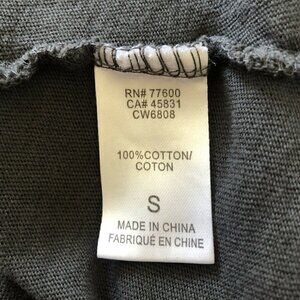 RN# 77600
CA# 45831
CW6808
100%COTTON/
COTON
S
MADE IN CHINA
FABRIQUÉ EN CHINE